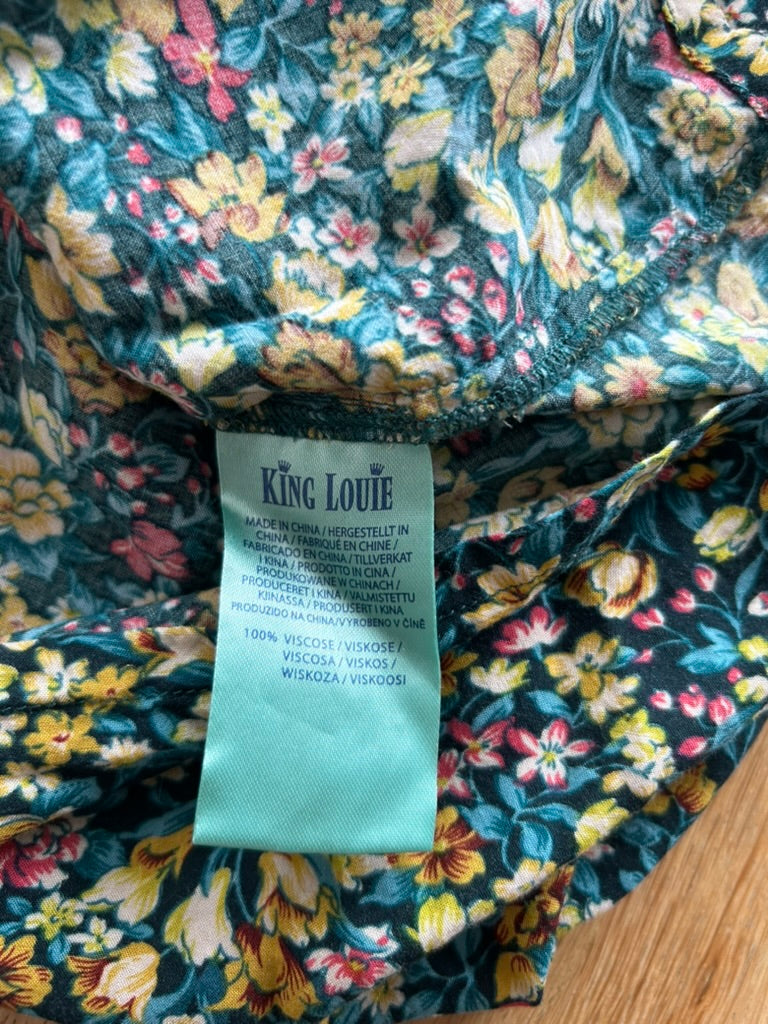 KING LOUIE
MADE IN CHINA / HERGESTELLT IN
CHINA / FABRIQUÉ EN CHINE /
FABRICADO EN CHINA / TILLVERKAT
I KINA / PRODOTTO IN CINA /
PRODUKOWANE W CHINACH /
PRODUCERET I KINA / VALMISTETTU
KIINASSA / PRODUSERT I KINA
PRODUZIDO NA CHINA/VYROBENO V ČÍNĚ
100% VISCOSE / VISKOSE /
VISCOSA / VISKOS /
WISKOZA / VISKOOSI